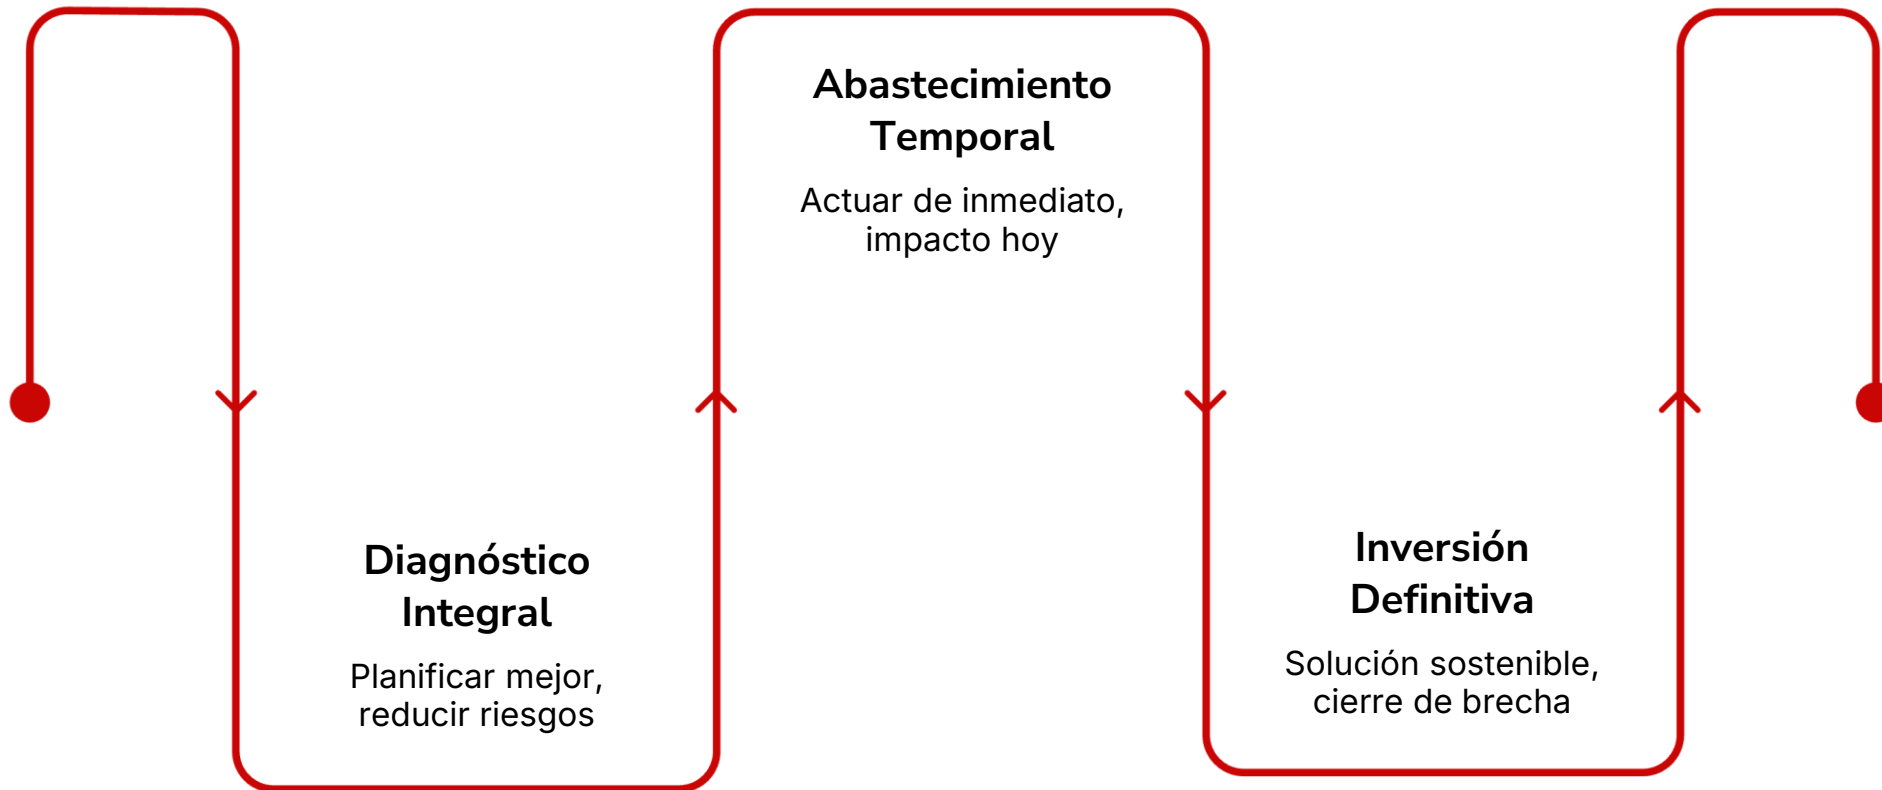 Diagnóstico
Integral
Planificar mejor,
reducir riesgos
Abastecimiento
Temporal
Actuar de inmediato,
impacto hoy
Inversión
Definitiva
Solución sostenible,
cierre de brecha